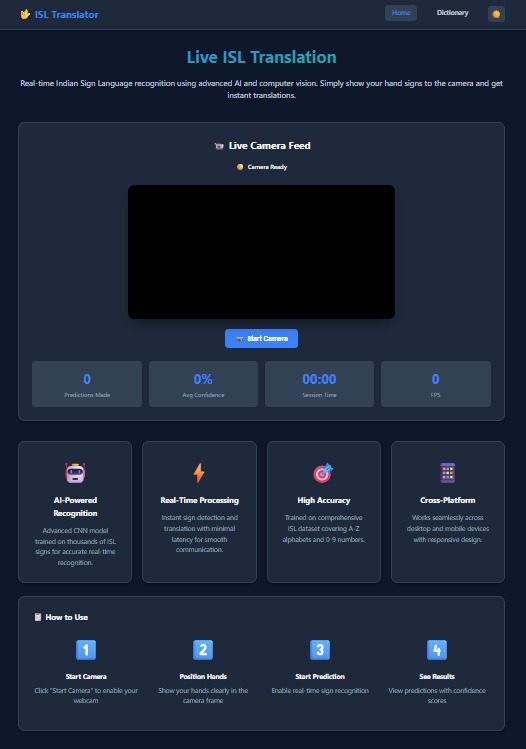 ISL Translator
Home
Dictionary
Live ISL Translation
Real-time Indian Sign Language recognition using advanced AI and computer vision. Simply show your hand signs to the camera and get
instant translations.
Live Camera Feed
Camera Ready
Start Camera
0
Predictions Made
0%
Avg Confidence
00:00
Session Time
0
FPS
AI-Powered
Recognition
Advanced CNN model
trained on thousands of ISL
signs for accurate real-time
recognition.
Real-Time Processing
Instant sign detection and
translation with minimal
latency for smooth
communication.
High Accuracy
Trained on comprehensive
ISL dataset covering A-Z
alphabets and 0-9 numbers.
Cross-Platform
Works seamlessly across
desktop and mobile devices
with responsive design.
How to Use
1
Start Camera
Click "Start Camera" to enable your
webcam
2
Position Hands
Show your hands clearly in the
camera frame
3
Start Prediction
Enable real-time sign recognition
4
See Results
View predictions with confidence
scores